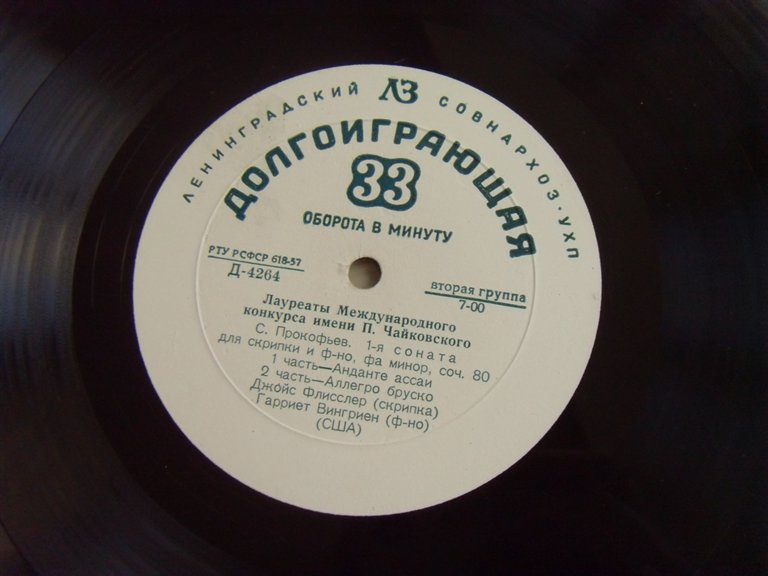 ЛЕНИНГРАДСКИЙ ЛЗ СОВНАРХОЗ·УХП
ДОЛГОИГРАЮЩАЯ
33
ОБОРОТА В МИНУТУ
РТУ РСФСР 618-57
Д-4264
вторая группа
7-00
Лауреаты Международного
конкурса имени П. Чайковского
С. Прокофьев. 1-я соната
для скрипки и ф-но, фа минор, соч. 80
1 часть—Анданте ассаи
2 часть—Аллегро бруско
Джойс Флисслер (скрипка)
Гарриет Вингриен (ф-но)
(США)